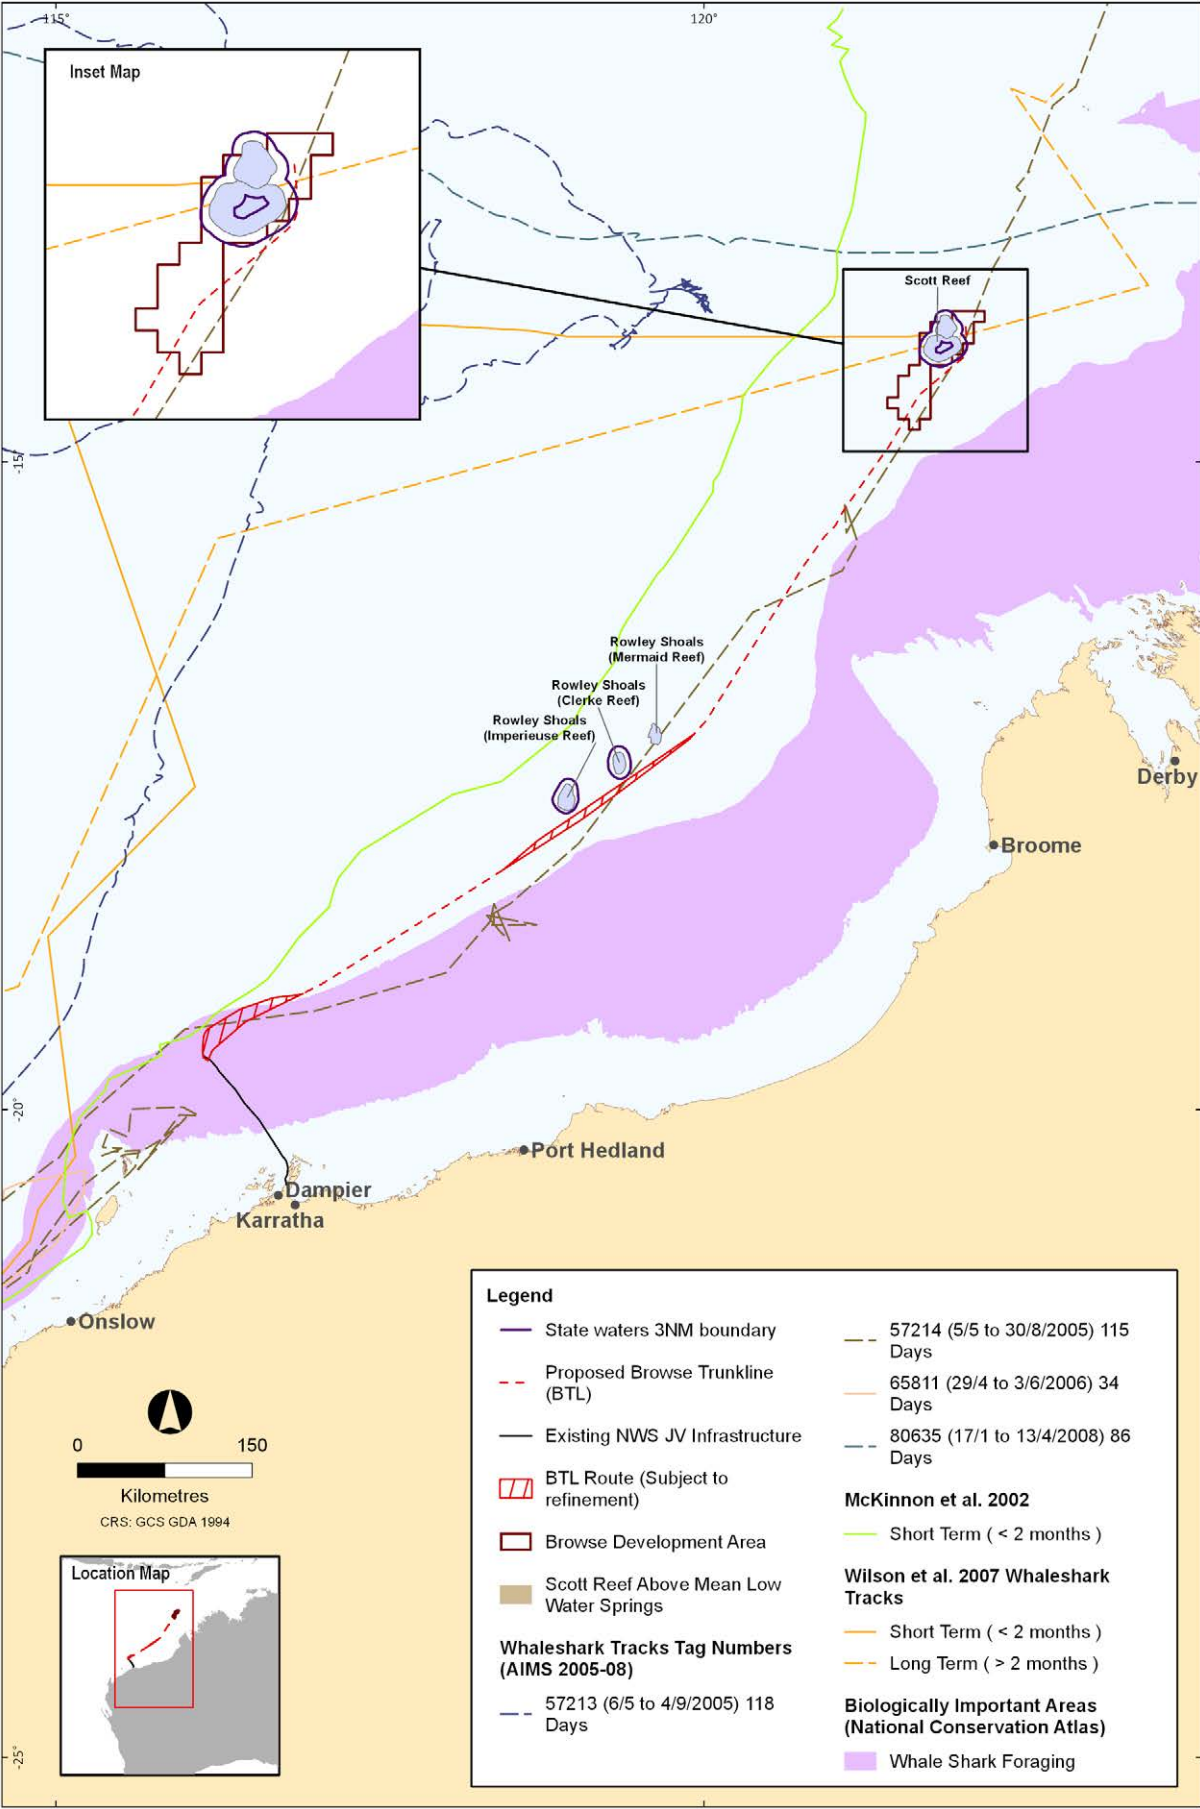 115°
120°
Inset Map
Scott Reef
-15°
Rowley Shoals
(Mermaid Reef)
Rowley Shoals
(Clerke Reef)
Rowley Shoals
(Imperieuse Reef)
Derby
Broome
-20°
Port Hedland
Dampier
Karratha
Onslow
0 150
Kilometres
CRS: GCS GDA 1994
Location Map
-25°
Legend
State waters 3NM boundary
Proposed Browse Trunkline
(BTL)
Existing NWS JV Infrastructure
BTL Route (Subject to
refinement)
Browse Development Area
Scott Reef Above Mean Low
Water Springs
Whaleshark Tracks Tag Numbers
(AIMS 2005-08)
57213 (6/5 to 4/9/2005) 118
Days
57214 (5/5 to 30/8/2005) 115
Days
65811 (29/4 to 3/6/2006) 34
Days
80635 (17/1 to 13/4/2008) 86
Days
McKinnon et al. 2002
Short Term ( < 2 months )
Wilson et al. 2007 Whaleshark
Tracks
Short Term ( < 2 months )
Long Term ( > 2 months )
Biologically Important Areas
(National Conservation Atlas)
Whale Shark Foraging